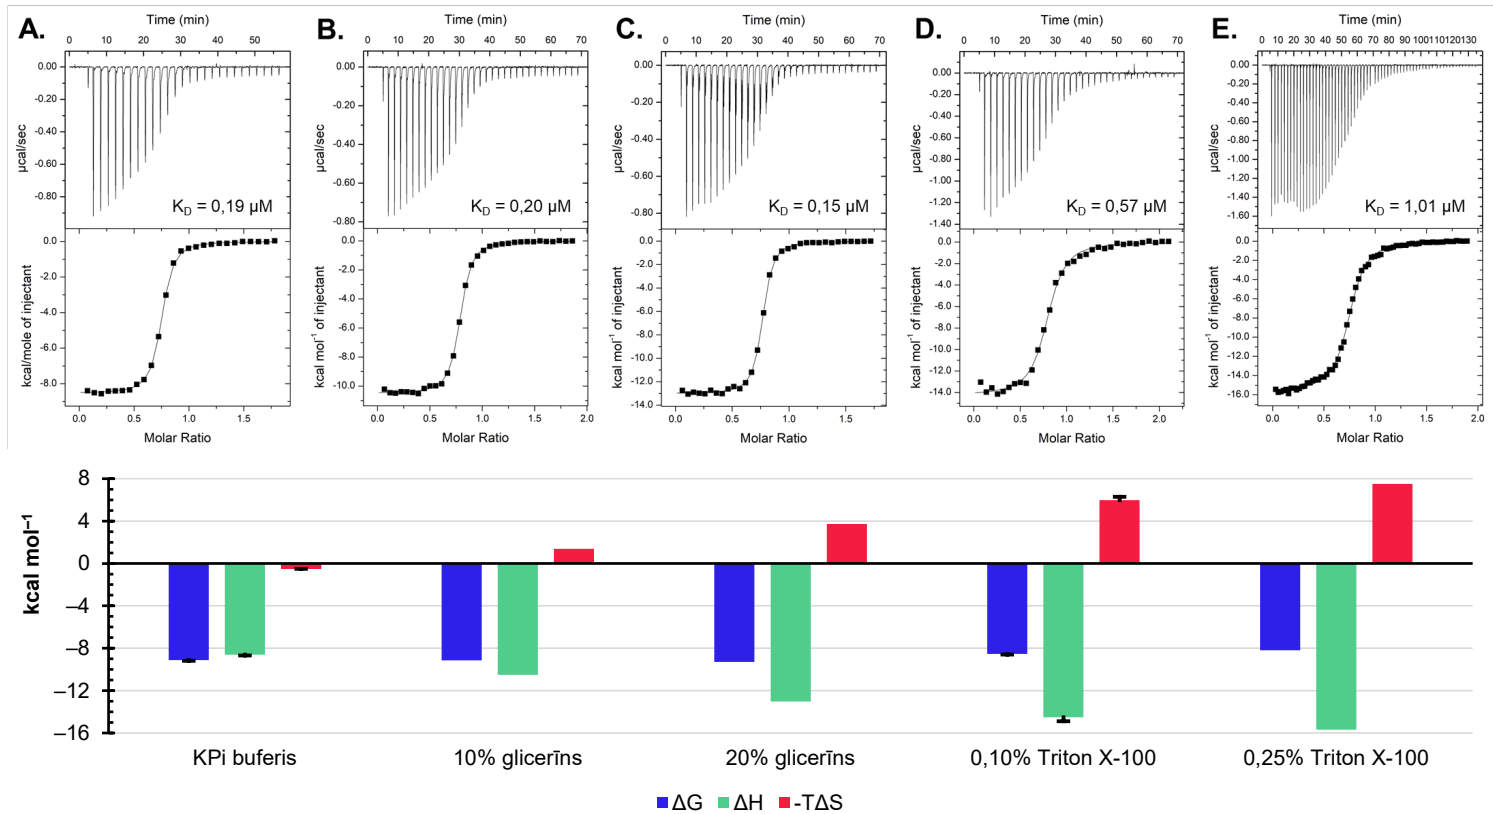 A.
Time (min)
0 10 20 30 40 50
0.00
-0.20
-0.40
-0.60
-0.80
µcal/sec
K_D = 0,19 µM
0.0
-2.0
-4.0
-6.0
-8.0
kcal/mole of injectant
0.0 0.5 1.0 1.5
Molar Ratio
B.
Time (min)
0 10 20 30 40 50 60 70
0.00
-0.20
-0.40
-0.60
-0.80
µcal/sec
K_D = 0,20 µM
0.0
-2.0
-4.0
-6.0
-8.0
-10.0
kcal mol⁻¹ of injectant
0.0 0.5 1.0 1.5 2.0
Molar Ratio
C.
Time (min)
0 10 20 30 40 50 60 70
0.00
-0.20
-0.40
-0.60
-0.80
µcal/sec
K_D = 0,15 µM
0.0
-2.0
-4.0
-6.0
-8.0
-10.0
-12.0
-14.0
kcal mol⁻¹ of injectant
0.0 0.5 1.0 1.5
Molar Ratio
D.
Time (min)
0 10 20 30 40 50 60 70
0.00
-0.20
-0.40
-0.60
-0.80
-1.00
-1.20
-1.40
µcal/sec
K_D = 0,57 µM
0.0
-2.0
-4.0
-6.0
-8.0
-10.0
-12.0
-14.0
kcal mol⁻¹ of injectant
0.0 0.5 1.0 1.5 2.0
Molar Ratio
E.
Time (min)
0 10 20 30 40 50 60 70 80 90 100110120130
0.00
-0.20
-0.40
-0.60
-0.80
-1.00
-1.20
-1.40
-1.60
µcal/sec
K_D = 1,01 µM
0.0
-2.0
-4.0
-6.0
-8.0
-10.0
-12.0
-14.0
-16.0
kcal mol⁻¹ of injectant
0.0 0.5 1.0 1.5 2.0
Molar Ratio
8
4
0
−4
−8
−12
−16
kcal mol⁻¹
KPi buferis
10% glicerīns
20% glicerīns
0,10% Triton X-100
0,25% Triton X-100
ΔG ΔH -TΔS